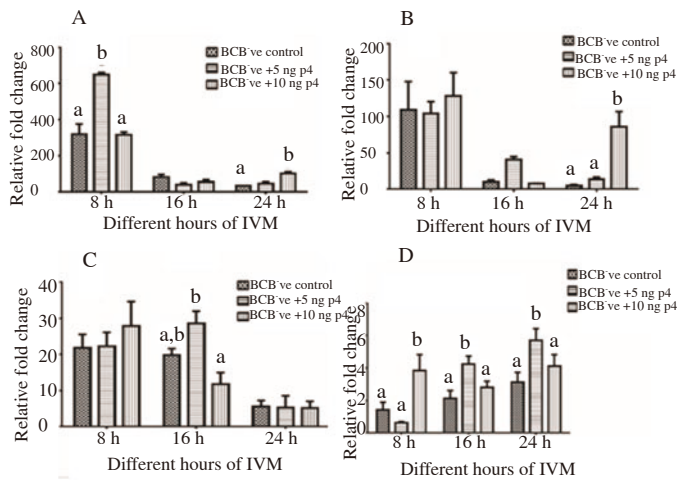 A
800
600
400
200
0
Relative fold change
b
a
a
a
b
BCB⁻ve control
BCB⁻ve +5 ng p4
BCB⁻ve +10 ng p4
8 h
16 h
24 h
Different hours of IVM
B
200
150
100
50
0
Relative fold change
b
a
a
BCB⁻ve control
BCB⁻ve +5 ng p4
BCB⁻ve +10 ng p4
8 h
16 h
24 h
Different hours of IVM
C
40
30
20
10
0
Relative fold change
a,b
b
a
BCB⁻ve control
BCB⁻ve +5 ng p4
BCB⁻ve +10 ng p4
8 h
16 h
24 h
Different hours of IVM
D
8
6
4
2
0
Relative fold change
a
a
b
a
b
a
a
b
a
BCB⁻ve control
BCB⁻ve +5 ng p4
BCB⁻ve +10 ng p4
8 h
16 h
24 h
Different hours of IVM